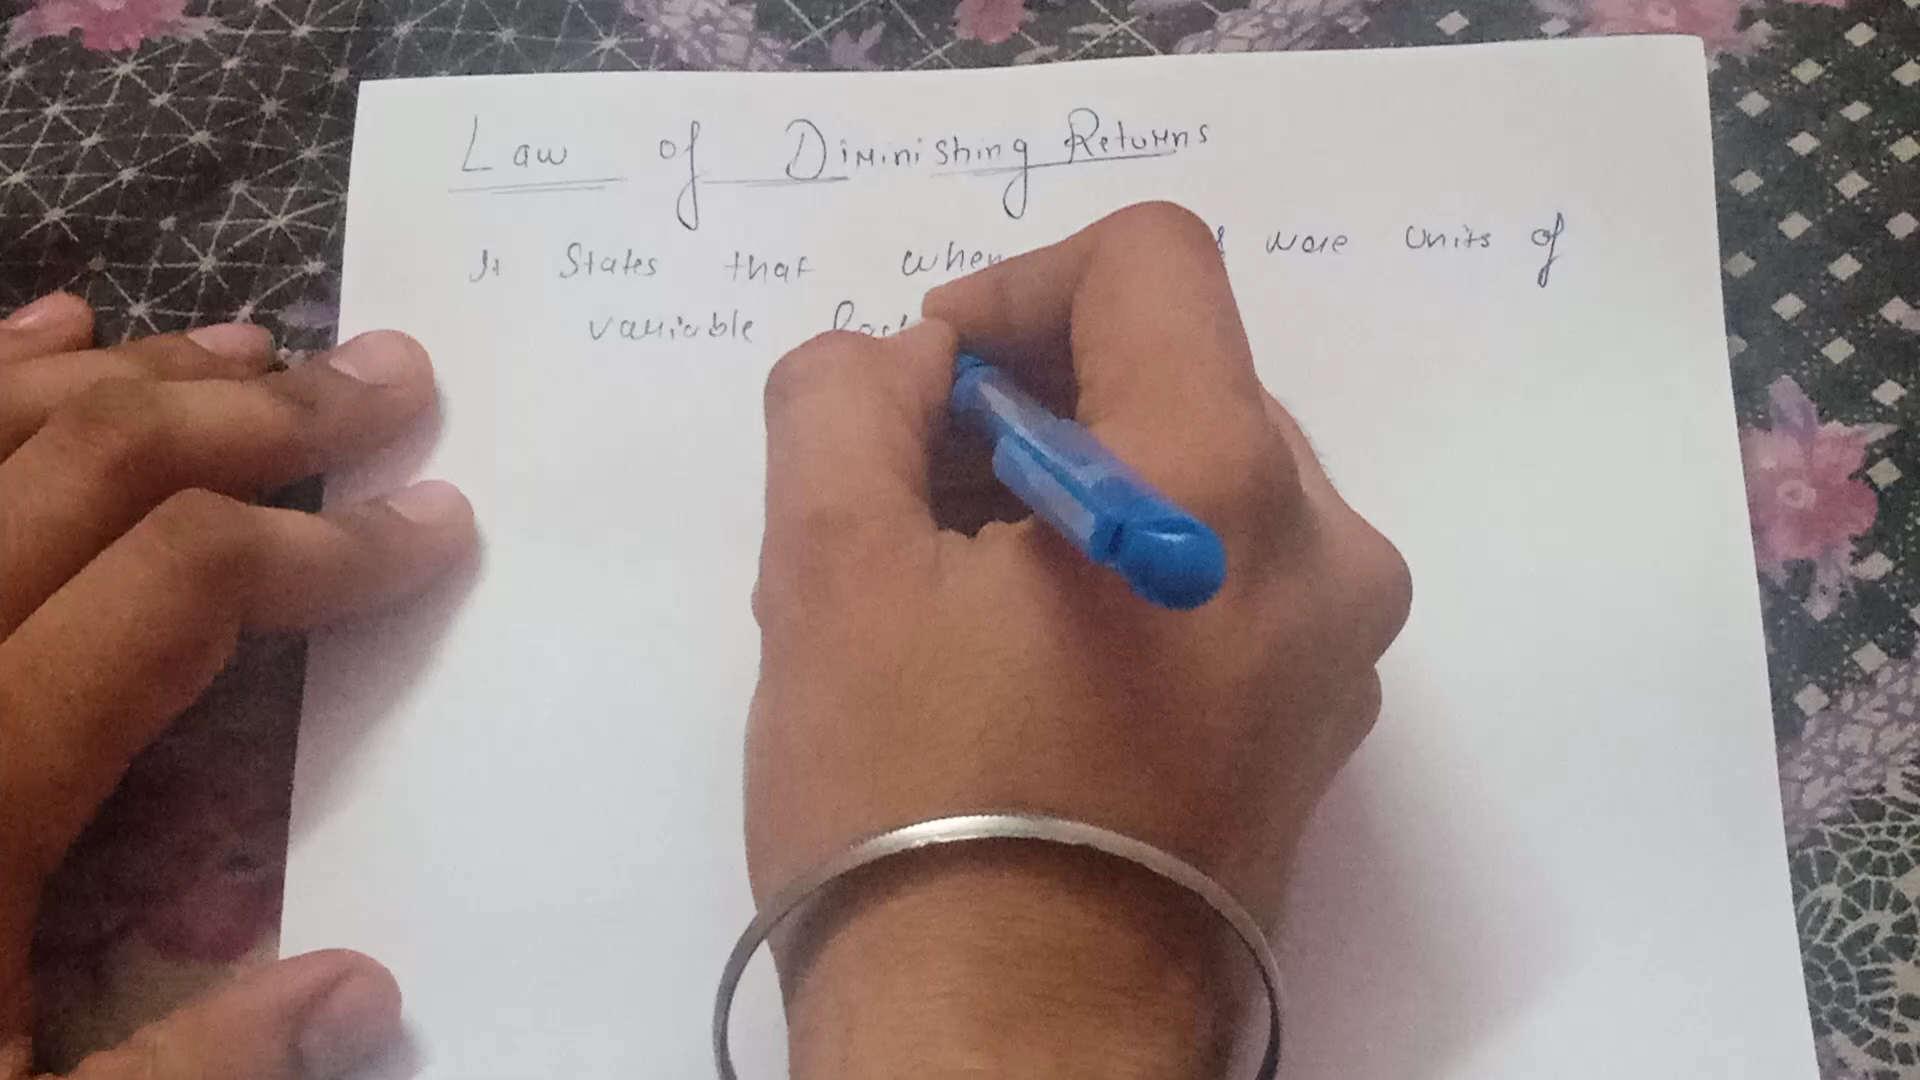 Law of Diminishing Returns
It States that when more units of
variable